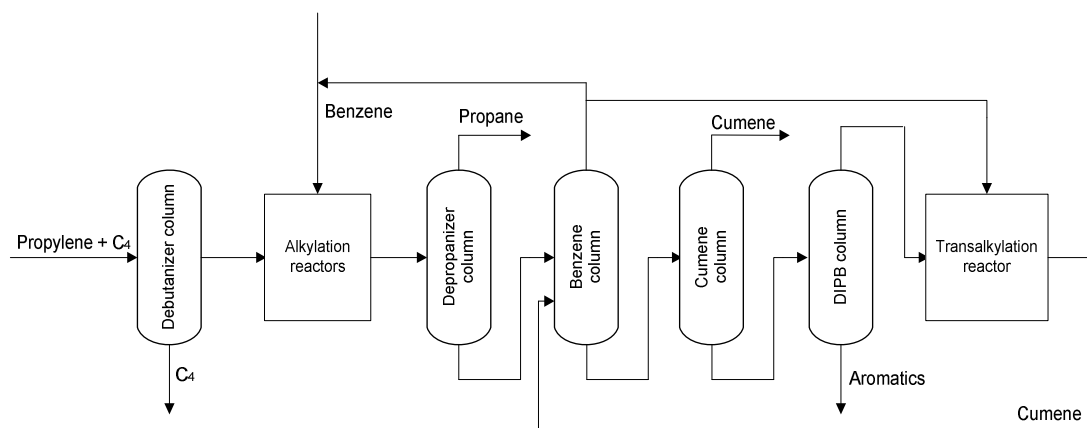 Benzene
Propane
Cumene
Propylene + C₄
Debutanizer column
Alkylation
reactors
Depropanizer
column
Benzene
column
Cumene
column
DIPB column
Transalkylation
reactor
C₄
Aromatics
Cumene